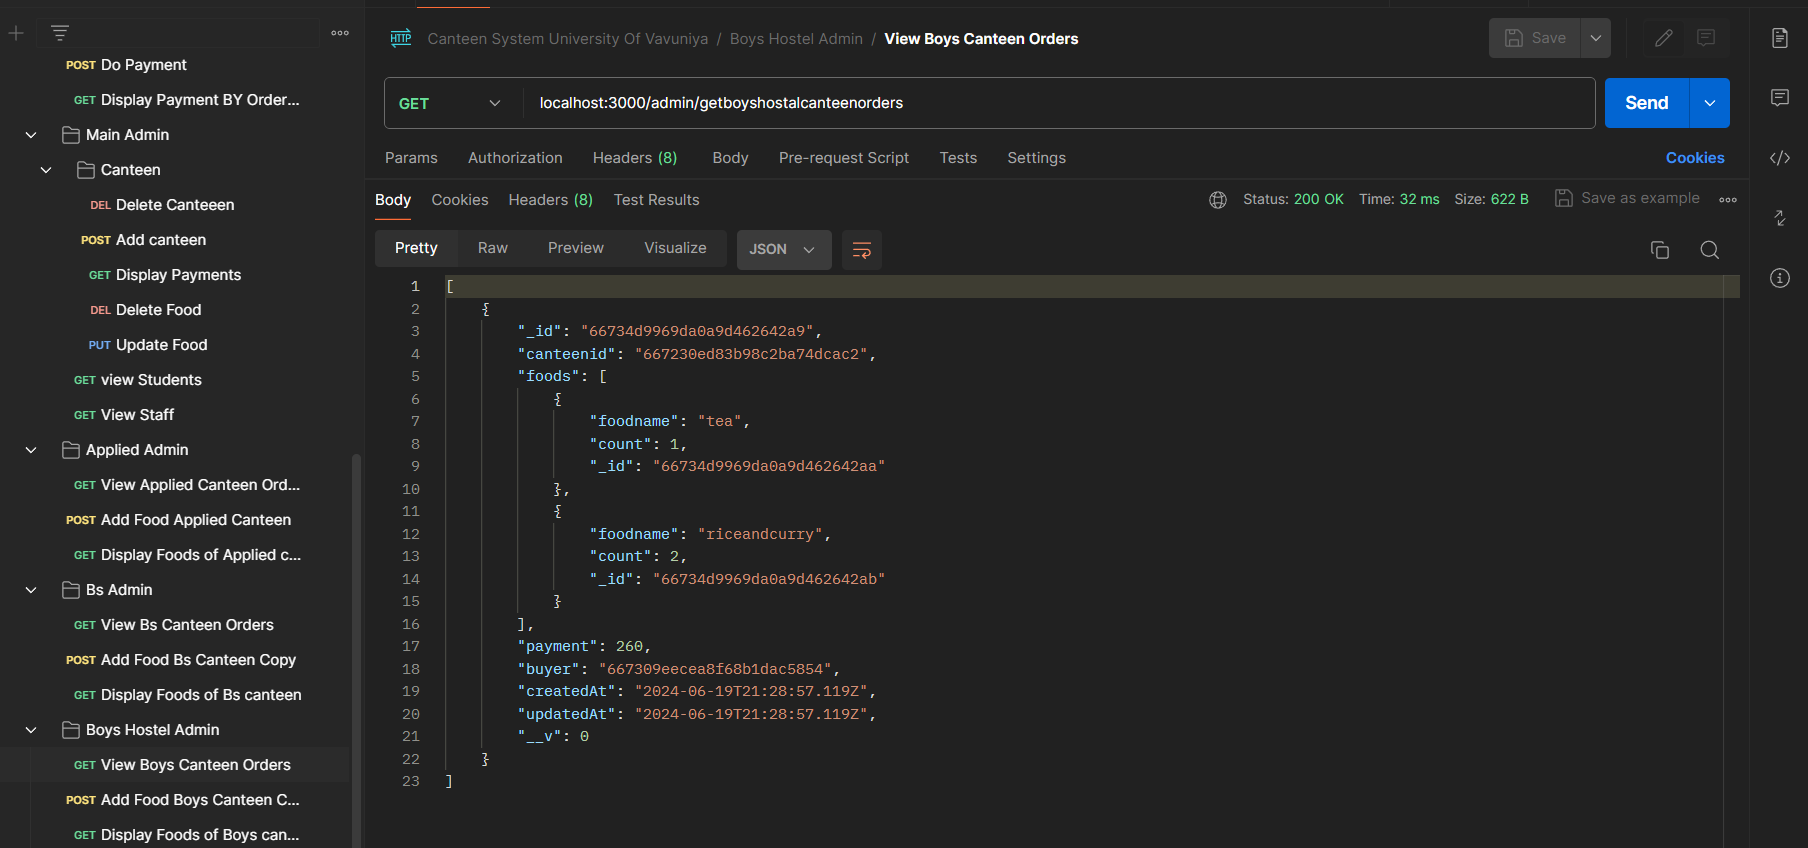 POST Do Payment
GET Display Payment BY Order...
Main Admin
Canteen
DEL Delete Canteeen
POST Add canteen
GET Display Payments
DEL Delete Food
PUT Update Food
GET view Students
GET View Staff
Applied Admin
GET View Applied Canteen Ord...
POST Add Food Applied Canteen
GET Display Foods of Applied c...
Bs Admin
GET View Bs Canteen Orders
POST Add Food Bs Canteen Copy
GET Display Foods of Bs canteen
Boys Hostel Admin
GET View Boys Canteen Orders
POST Add Food Boys Canteen C...
GET Display Foods of Boys can...
HTTP Canteen System University Of Vavuniya / Boys Hostel Admin / View Boys Canteen Orders
Save
GET localhost:3000/admin/getboyshostalcanteenorders
Send
Params Authorization Headers (8) Body Pre-request Script Tests Settings Cookies
Body Cookies Headers (8) Test Results Status: 200 OK Time: 32 ms Size: 622 B Save as example
Pretty Raw Preview Visualize JSON
1 [
2 {
3 "_id": "66734d9969da0a9d462642a9",
4 "canteenid": "667230ed83b98c2ba74dcac2",
5 "foods": [
6 {
7 "foodname": "tea",
8 "count": 1,
9 "_id": "66734d9969da0a9d462642aa"
10 },
11 {
12 "foodname": "riceandcurry",
13 "count": 2,
14 "_id": "66734d9969da0a9d462642ab"
15 }
16 ],
17 "payment": 260,
18 "buyer": "667309eecea8f68b1dac5854",
19 "createdAt": "2024-06-19T21:28:57.119Z",
20 "updatedAt": "2024-06-19T21:28:57.119Z",
21 "__v": 0
22 }
23 ]